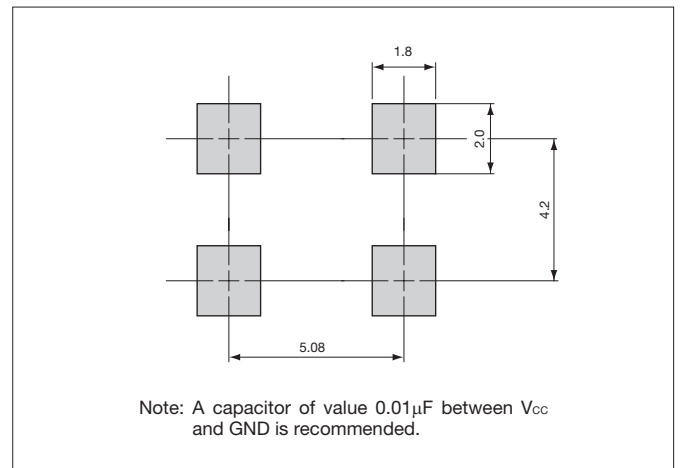 1.8
2.0
4.2
5.08
Note: A capacitor of value 0.01μF between Vcc
and GND is recommended.